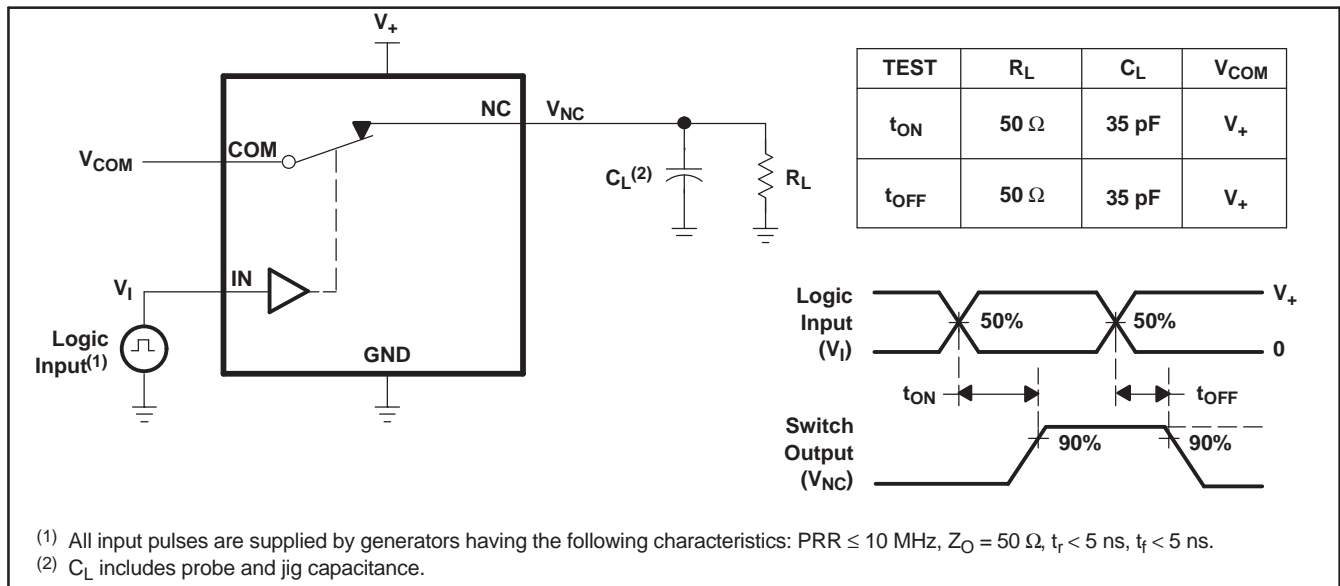 V+
NC
VNC
COM
VCOM
CL(2)
RL
IN
VI
Logic
Input(1)
GND
TEST RL CL VCOM
tON 50 Ω 35 pF V+
tOFF 50 Ω 35 pF V+
Logic
Input
(VI)
50%
50%
V+
0
tON
tOFF
Switch
Output
(VNC)
90%
90%
(1) All input pulses are supplied by generators having the following characteristics: PRR ≤ 10 MHz, ZO = 50 Ω, tr < 5 ns, tf < 5 ns.
(2) CL includes probe and jig capacitance.